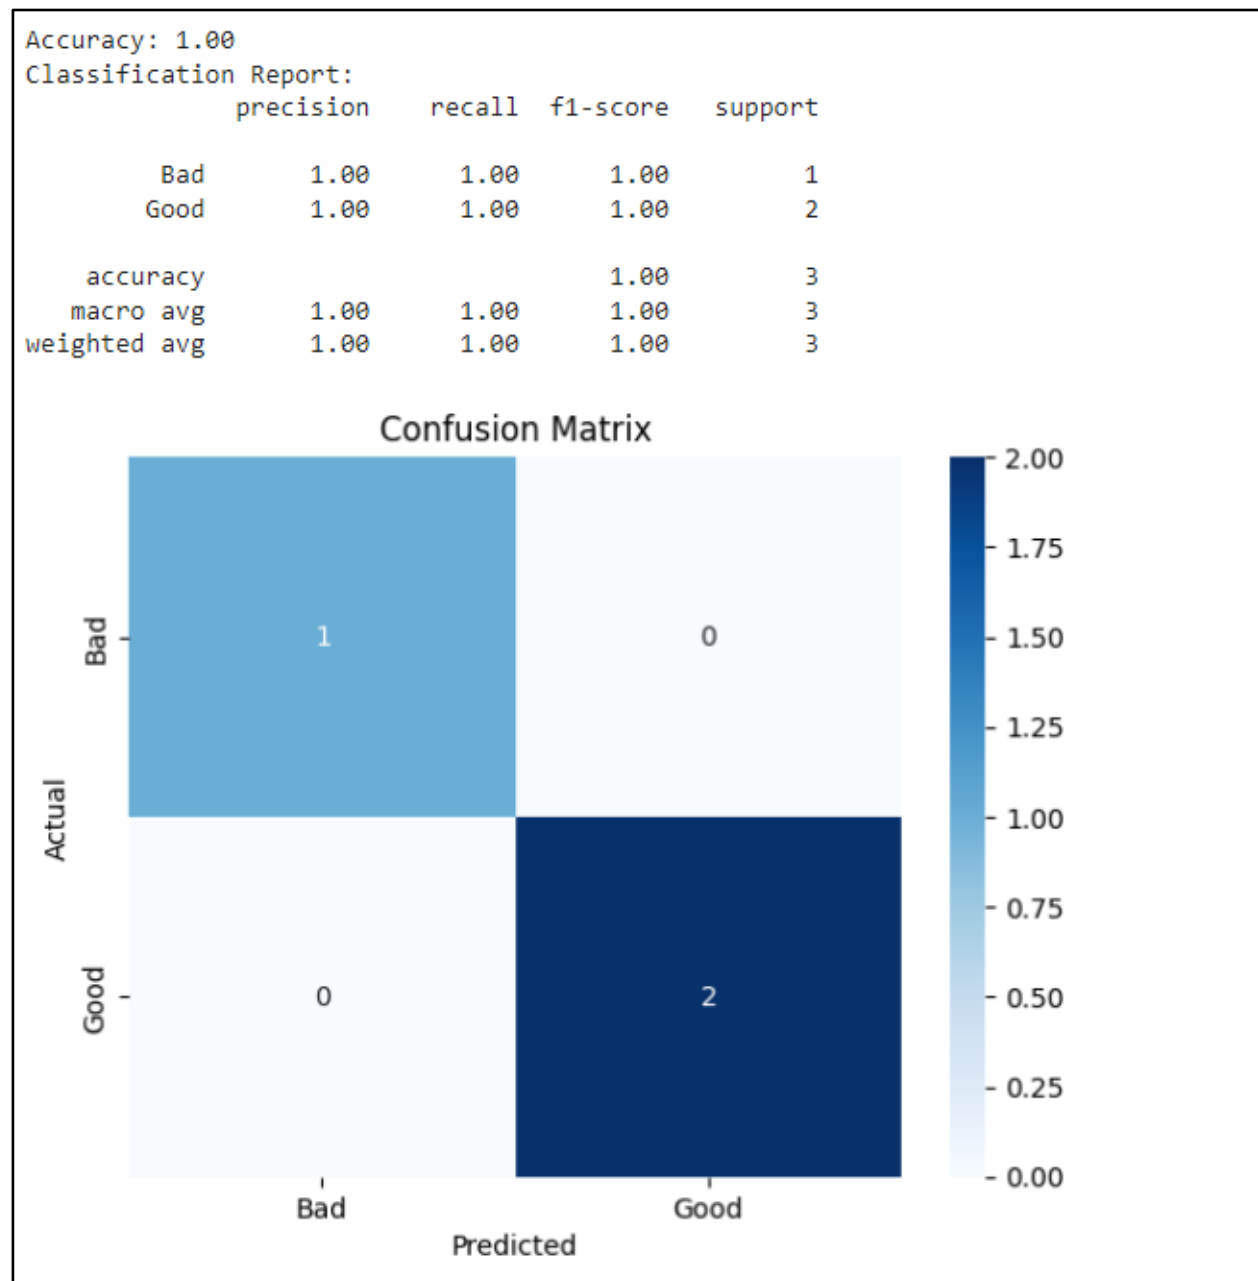 Accuracy: 1.00
Classification Report:
precision recall f1-score support
Bad 1.00 1.00 1.00 1
Good 1.00 1.00 1.00 2
accuracy 1.00 3
macro avg 1.00 1.00 1.00 3
weighted avg 1.00 1.00 1.00 3
Confusion Matrix
Bad
Good
Actual
1 0
0 2
Bad Good
Predicted
2.00
1.75
1.50
1.25
1.00
0.75
0.50
0.25
0.00